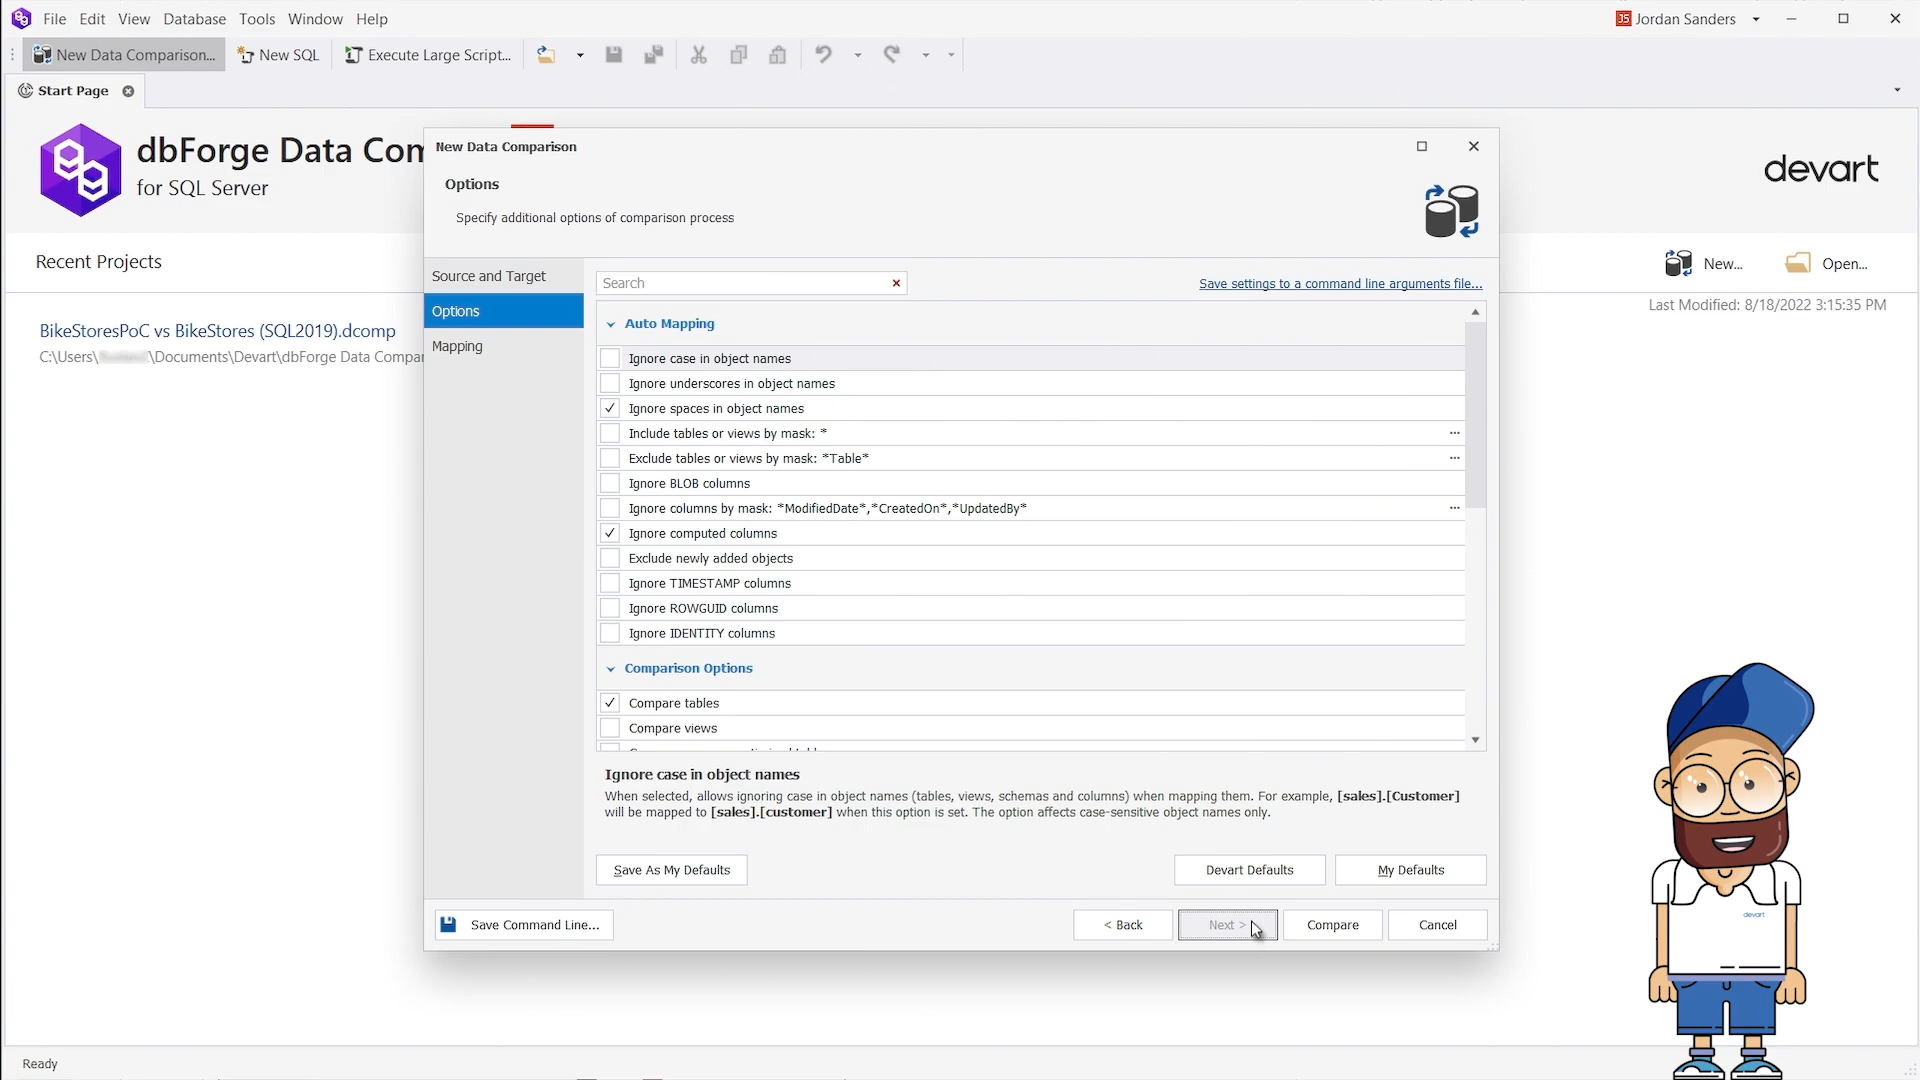 File Edit View Database Tools Window Help
JS Jordan Sanders
New Data Comparison... New SQL Execute Large Script...
Start Page
dbForge Data Com
for SQL Server
devart
Recent Projects
New... Open...
BikeStoresPoC vs BikeStores (SQL2019).dcomp
C:\Users\ \Documents\Devart\dbForge Data Compar
Last Modified: 8/18/2022 3:15:35 PM
New Data Comparison
Options
Specify additional options of comparison process
Source and Target
Options
Mapping
Search
Save settings to a command line arguments file...
Auto Mapping
Ignore case in object names
Ignore underscores in object names
Ignore spaces in object names
Include tables or views by mask: * ...
Exclude tables or views by mask: *Table* ...
Ignore BLOB columns
Ignore columns by mask: *ModifiedDate*,*CreatedOn*,*UpdatedBy* ...
Ignore computed columns
Exclude newly added objects
Ignore TIMESTAMP columns
Ignore ROWGUID columns
Ignore IDENTITY columns
Comparison Options
Compare tables
Compare views
Ignore case in object names
When selected, allows ignoring case in object names (tables, views, schemas and columns) when mapping them. For example, [sales].[Customer]
will be mapped to [sales].[customer] when this option is set. The option affects case-sensitive object names only.
Save As My Defaults Devart Defaults My Defaults
Save Command Line... < Back Next > Compare Cancel
devart
Ready